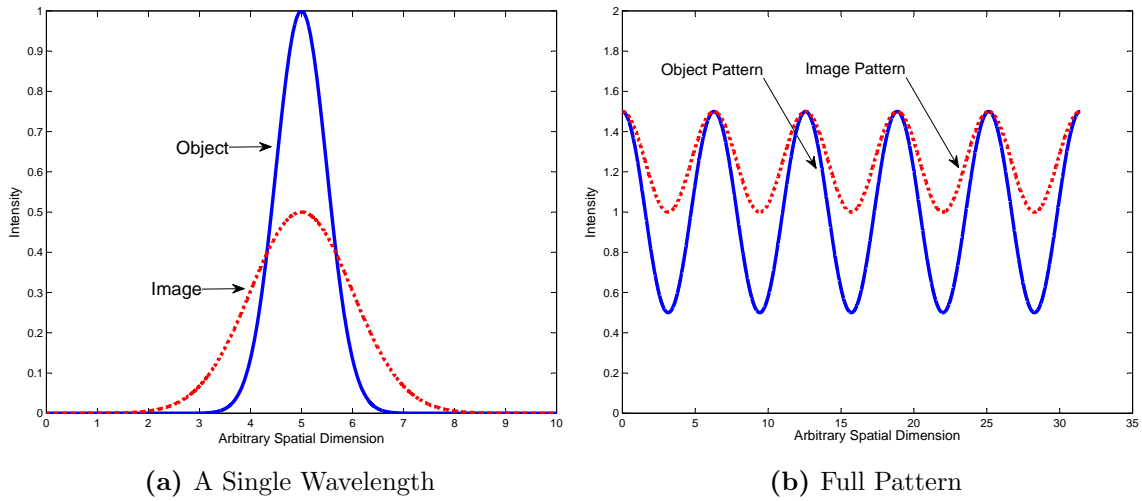 1
0.9
0.8
0.7
0.6
0.5
0.4
0.3
0.2
0.1
0
Intensity
Object
Image
0 1 2 3 4 5 6 7 8 9 10
Arbitrary Spatial Dimension
(a) A Single Wavelength
2
1.8
1.6
1.4
1.2
1
0.8
0.6
0.4
0.2
0
Intensity
Object Pattern
Image Pattern
0 5 10 15 20 25 30 35
Arbitrary Spatial Dimension
(b) Full Pattern